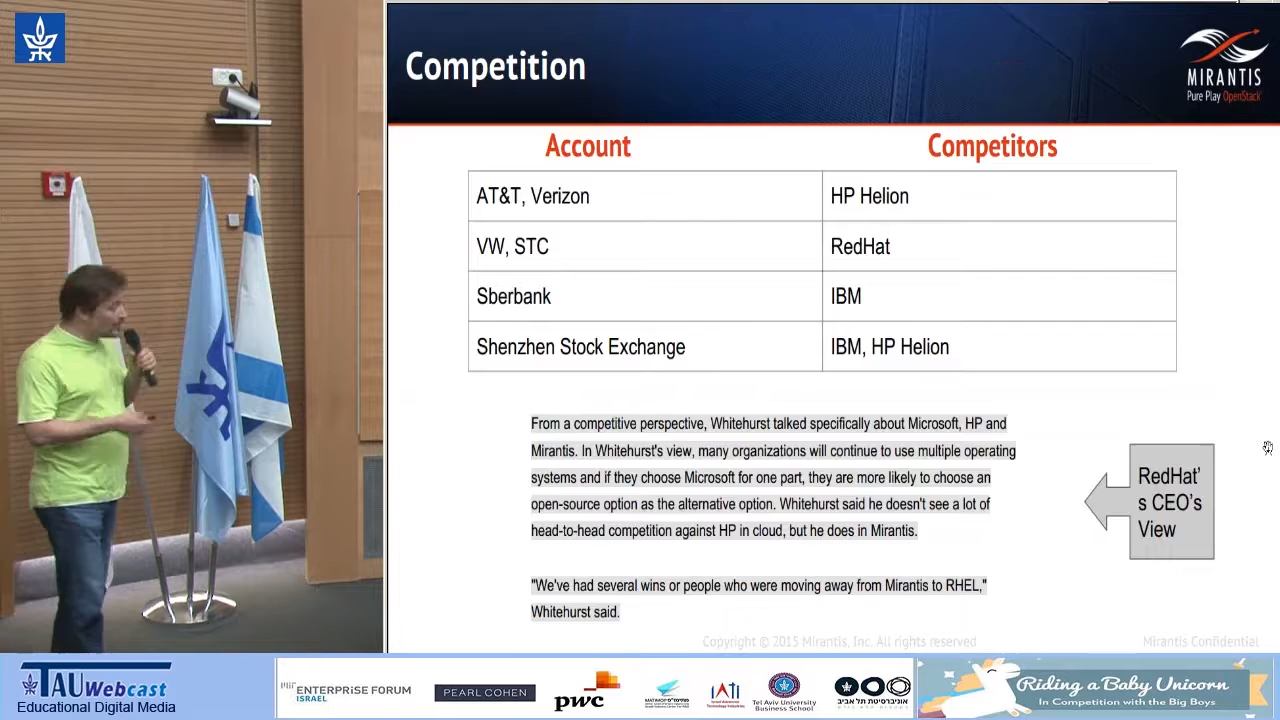 Competition
MIRANTIS
Pure Play OpenStack
Account
Competitors
AT&T, Verizon
HP Helion
VW, STC
RedHat
Sberbank
IBM
Shenzhen Stock Exchange
IBM, HP Helion
From a competitive perspective, Whitehurst talked specifically about Microsoft, HP and
Mirantis. In Whitehurst's view, many organizations will continue to use multiple operating
systems and if they choose Microsoft for one part, they are more likely to choose an
open-source option as the alternative option. Whitehurst said he doesn't see a lot of
head-to-head competition against HP in cloud, but he does in Mirantis.
"We've had several wins or people who were moving away from Mirantis to RHEL,"
Whitehurst said.
RedHat'
s CEO's
View
Copyright © 2015 Mirantis, Inc. All rights reserved
Mirantis Confidential
TAUWebcast
Educational Digital Media
MIT
ENTERPRISE FORUM
ISRAEL
PEARL COHEN
pwc
IATI
Tel Aviv University
Business School
אוניברסיטת תל אביב
Riding a Baby Unicorn
In Competition with the Big Boys